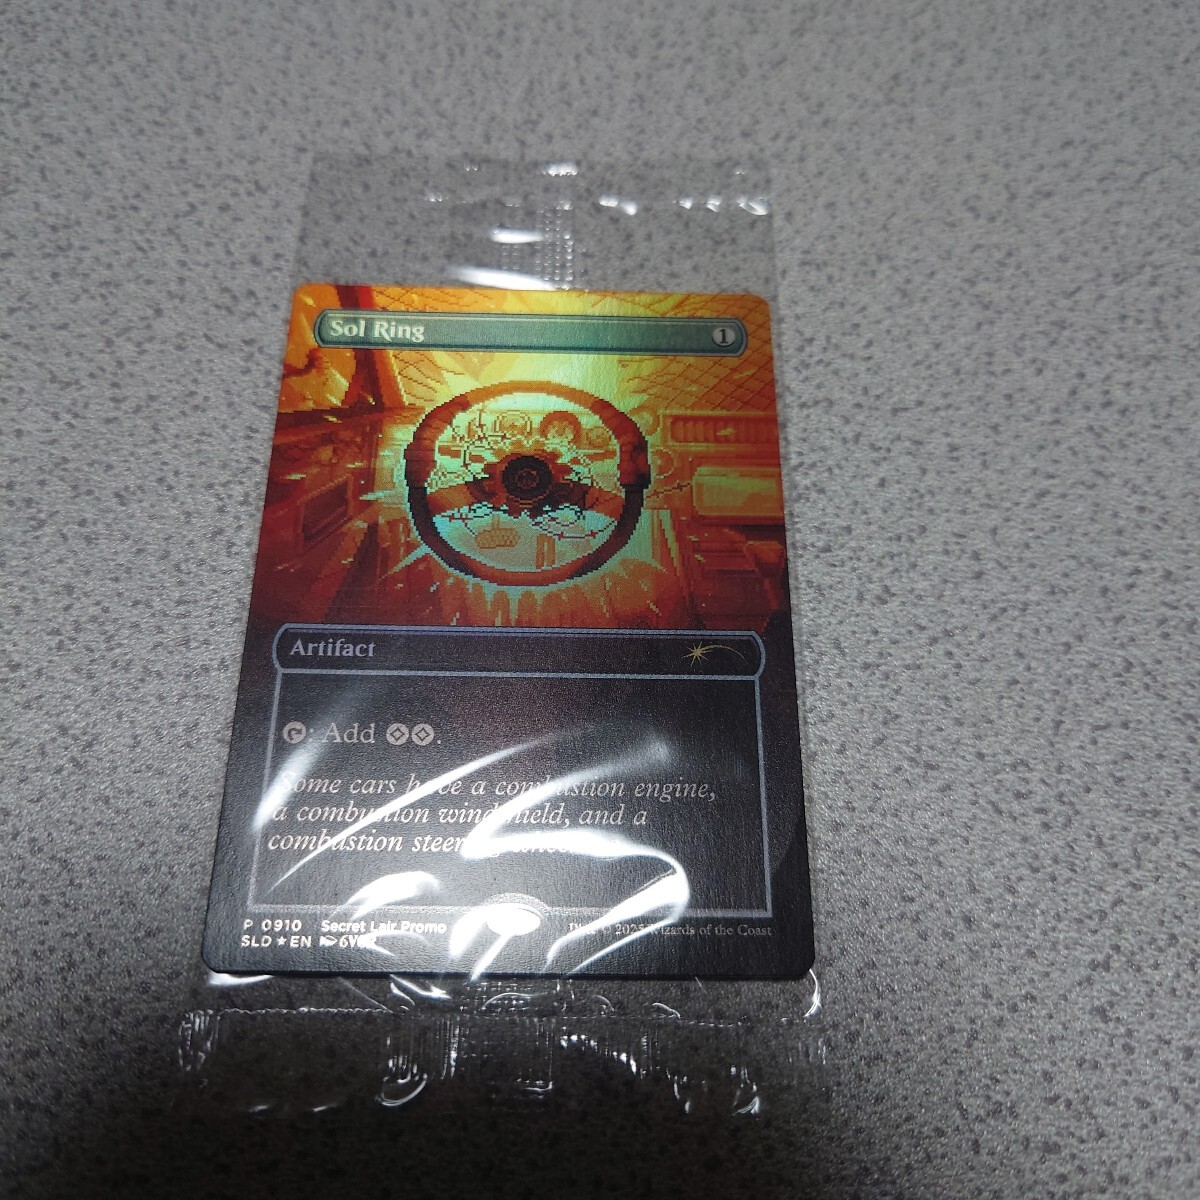 Sol Ring 1
Artifact
: Add .
Some cars have a combustion engine,
a combustion windshield, and a
combustion steering
P 0910 Secret Lair Promo
SLD ★ EN © 2025 Wizards of the Coast